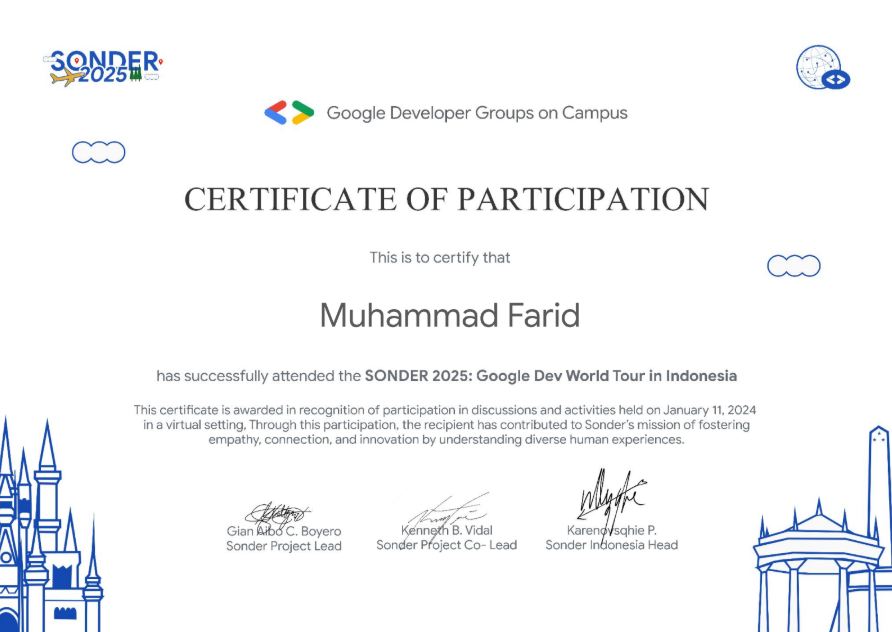 SONDER
2025
Google Developer Groups on Campus
CERTIFICATE OF PARTICIPATION
This is to certify that
Muhammad Farid
has successfully attended the SONDER 2025: Google Dev World Tour in Indonesia
This certificate is awarded in recognition of participation in discussions and activities held on January 11, 2024
in a virtual setting, Through this participation, the recipient has contributed to Sonder's mission of fostering
empathy, connection, and innovation by understanding diverse human experiences.
Gian Aibo C. Boyero
Sonder Project Lead
Kenneth B. Vidal
Sonder Project Co- Lead
Karenovsqhie P.
Sonder Indonesia Head